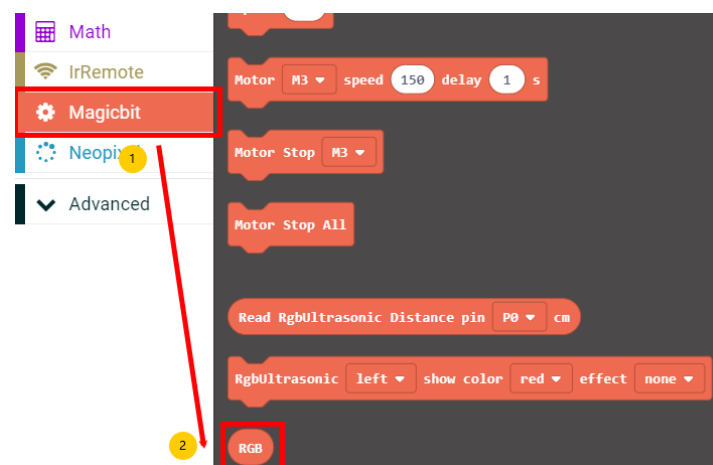 Math
IrRemote
Magicbit
1
Advanced
Motor M3 speed 150 delay 1 s
Motor Stop M3
Motor Stop All
Read RgbUltrasonic Distance pin P0 cm
RgbUltrasonic left show color red effect none
2
RGB